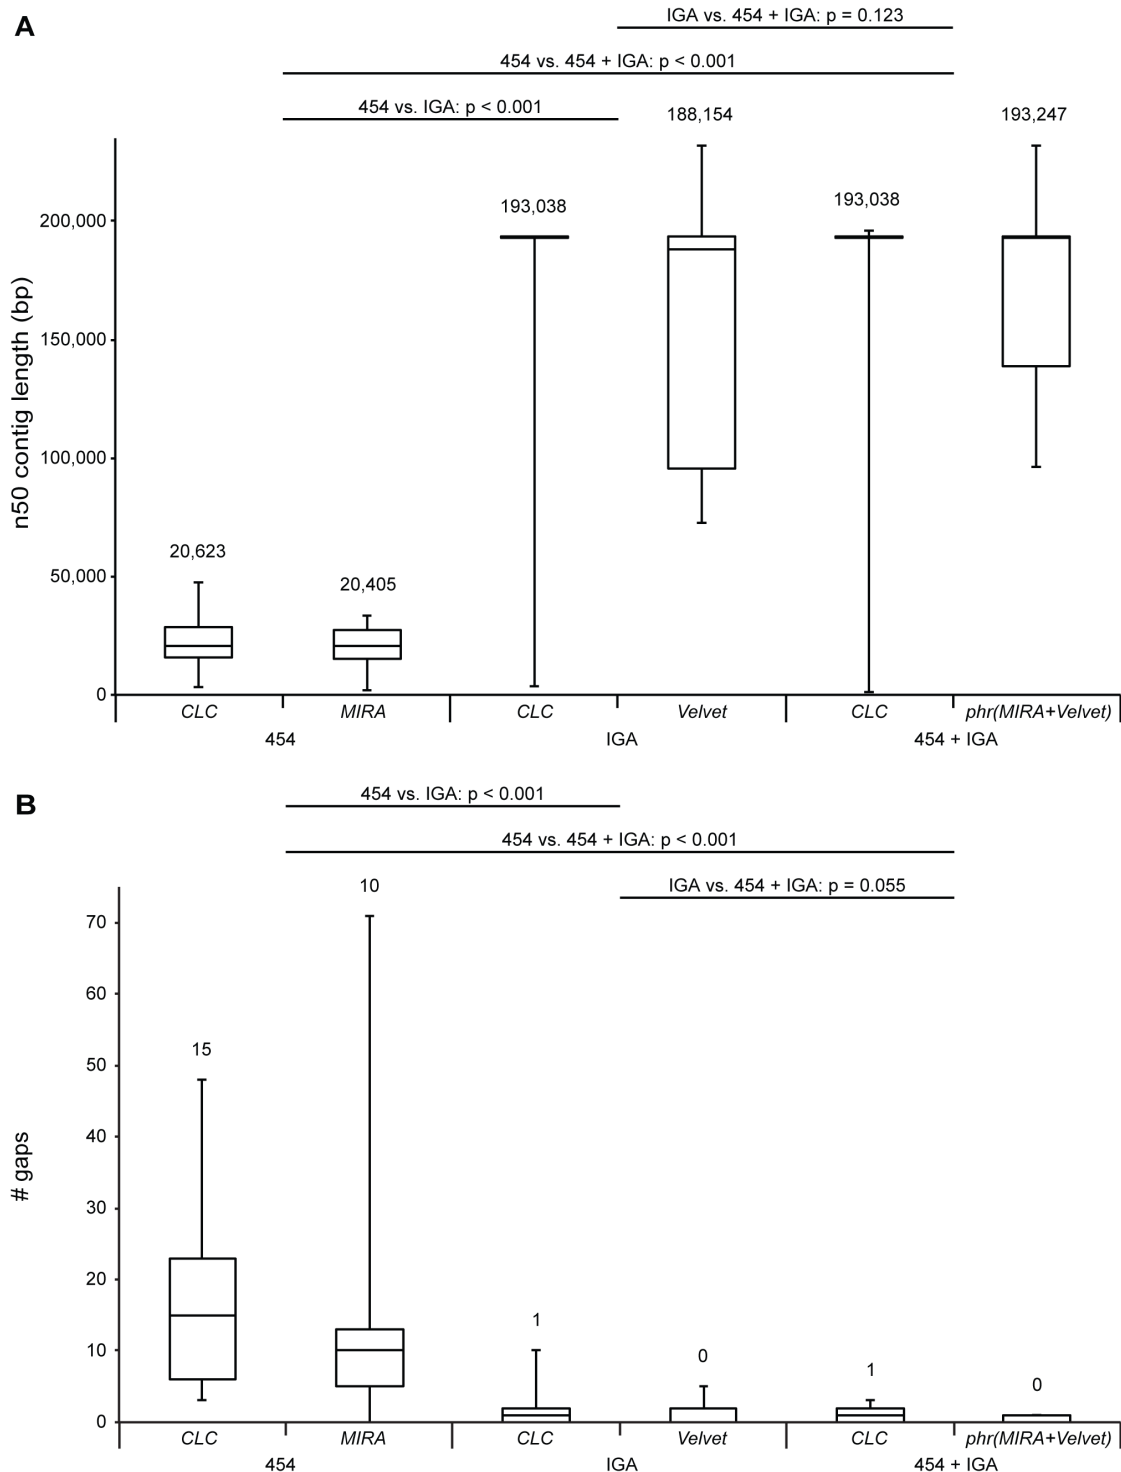 A
IGA vs. 454 + IGA: p = 0.123
454 vs. 454 + IGA: p < 0.001
454 vs. IGA: p < 0.001
188,154
193,247
193,038
193,038
200,000
150,000
n50 contig length (bp)
100,000
20,623
50,000
20,405
0
CLC MIRA CLC Velvet CLC phr(MIRA+Velvet)
454 IGA 454 + IGA
B
454 vs. IGA: p < 0.001
454 vs. 454 + IGA: p < 0.001
10
IGA vs. 454 + IGA: p = 0.055
70
60
15
50
40
# gaps
30
20
1
10
0
1
0
0
CLC MIRA CLC Velvet CLC phr(MIRA+Velvet)
454 IGA 454 + IGA